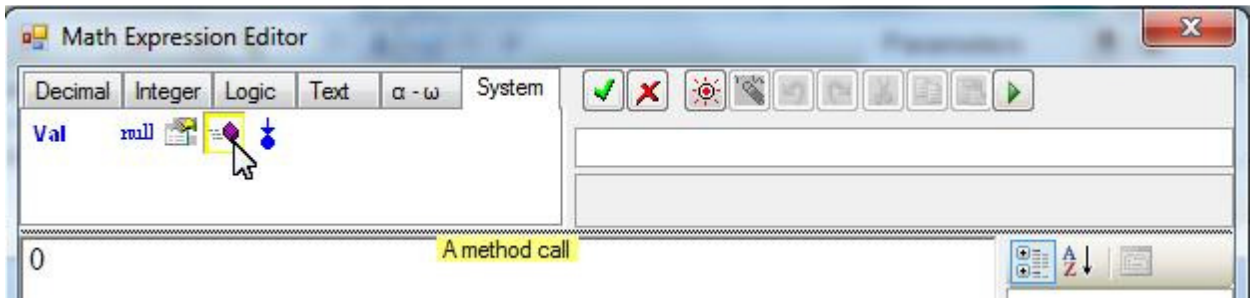 Math Expression Editor
Decimal Integer Logic Text α - ω System
Val null
A method call
0
A Z